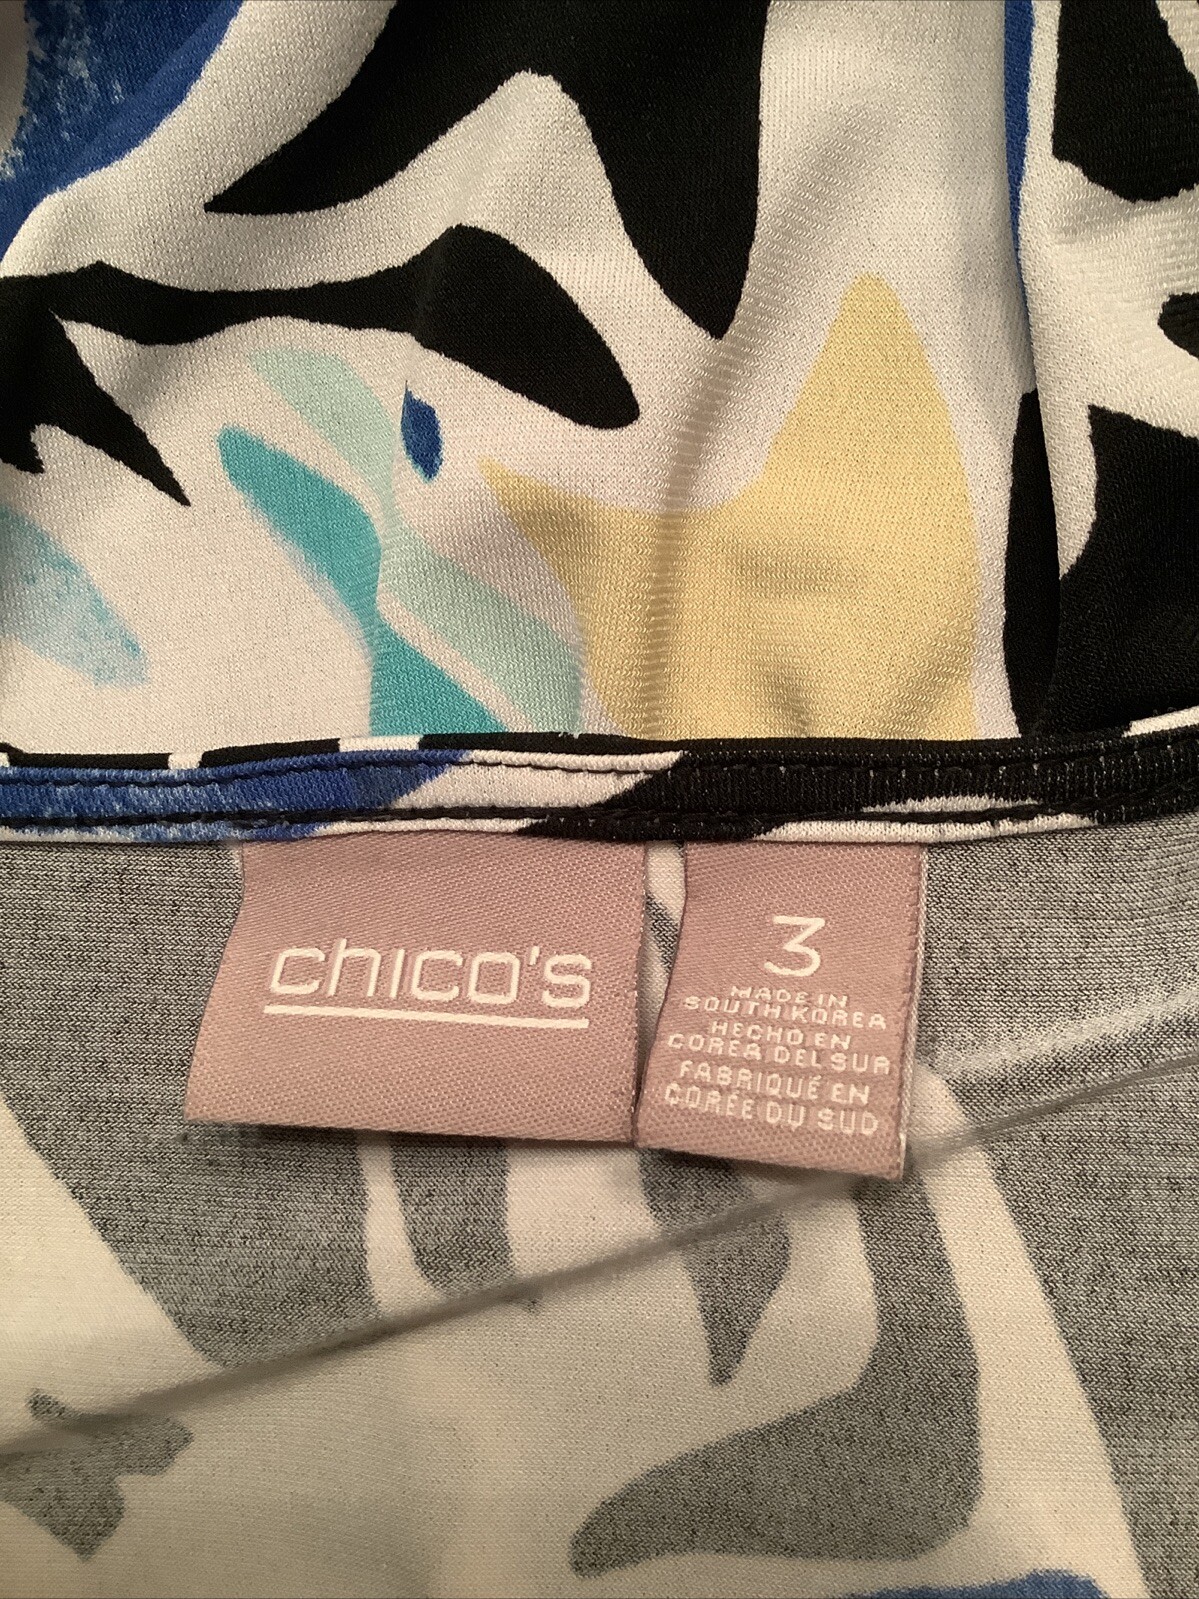 chico's
3
MADE IN
SOUTH KOREA
HECHO EN
COREA DEL SUR
FABRIQUÉ EN
CORÉE DU SUD